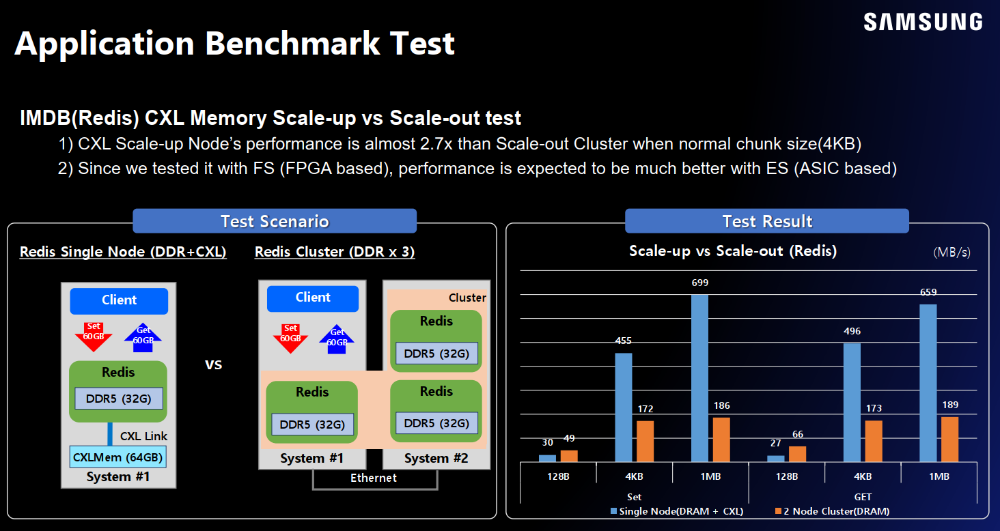 SAMSUNG
Application Benchmark Test
IMDB(Redis) CXL Memory Scale-up vs Scale-out test
1) CXL Scale-up Node’s performance is almost 2.7x than Scale-out Cluster when normal chunk size(4KB)
2) Since we tested it with FS (FPGA based), performance is expected to be much better with ES (ASIC based)
Test Scenario
Redis Single Node (DDR+CXL)
Client
Set
60GB
Get
60GB
Redis
DDR5 (32G)
CXL Link
CXLMem (64GB)
System #1
VS
Redis Cluster (DDR x 3)
Client
Set
60GB
Get
60GB
Cluster
Redis
DDR5 (32G)
Redis
DDR5 (32G)
Redis
DDR5 (32G)
System #1
System #2
Ethernet
Test Result
Scale-up vs Scale-out (Redis)
(MB/s)
30
49
455
172
699
186
27
66
496
173
659
189
128B
4KB
1MB
128B
4KB
1MB
Set
GET
Single Node(DRAM + CXL)
2 Node Cluster(DRAM)